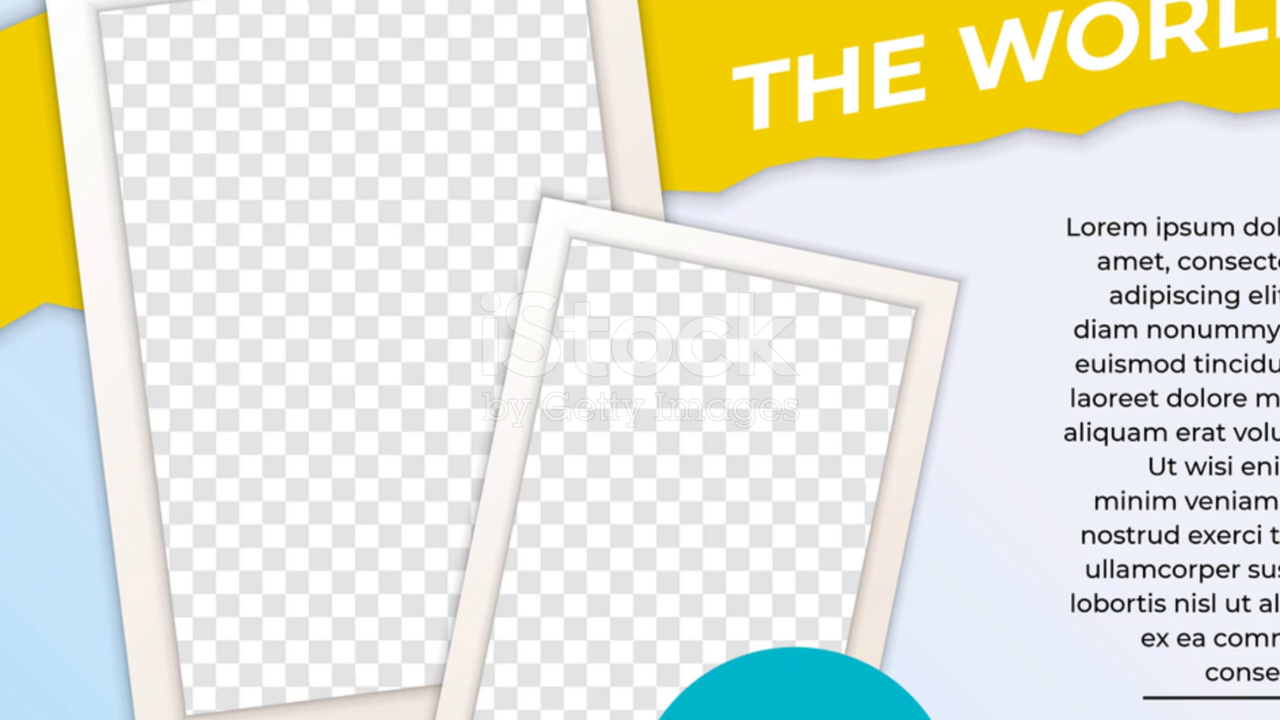 THE WORL
Lorem ipsum dol
amet, consecte
adipiscing elit
diam nonummy
euismod tincidu
laoreet dolore m
aliquam erat volu
Ut wisi eni
minim veniam
nostrud exerci t
ullamcorper sus
lobortis nisl ut al
ex ea comm
conse
iStock
by Getty Images